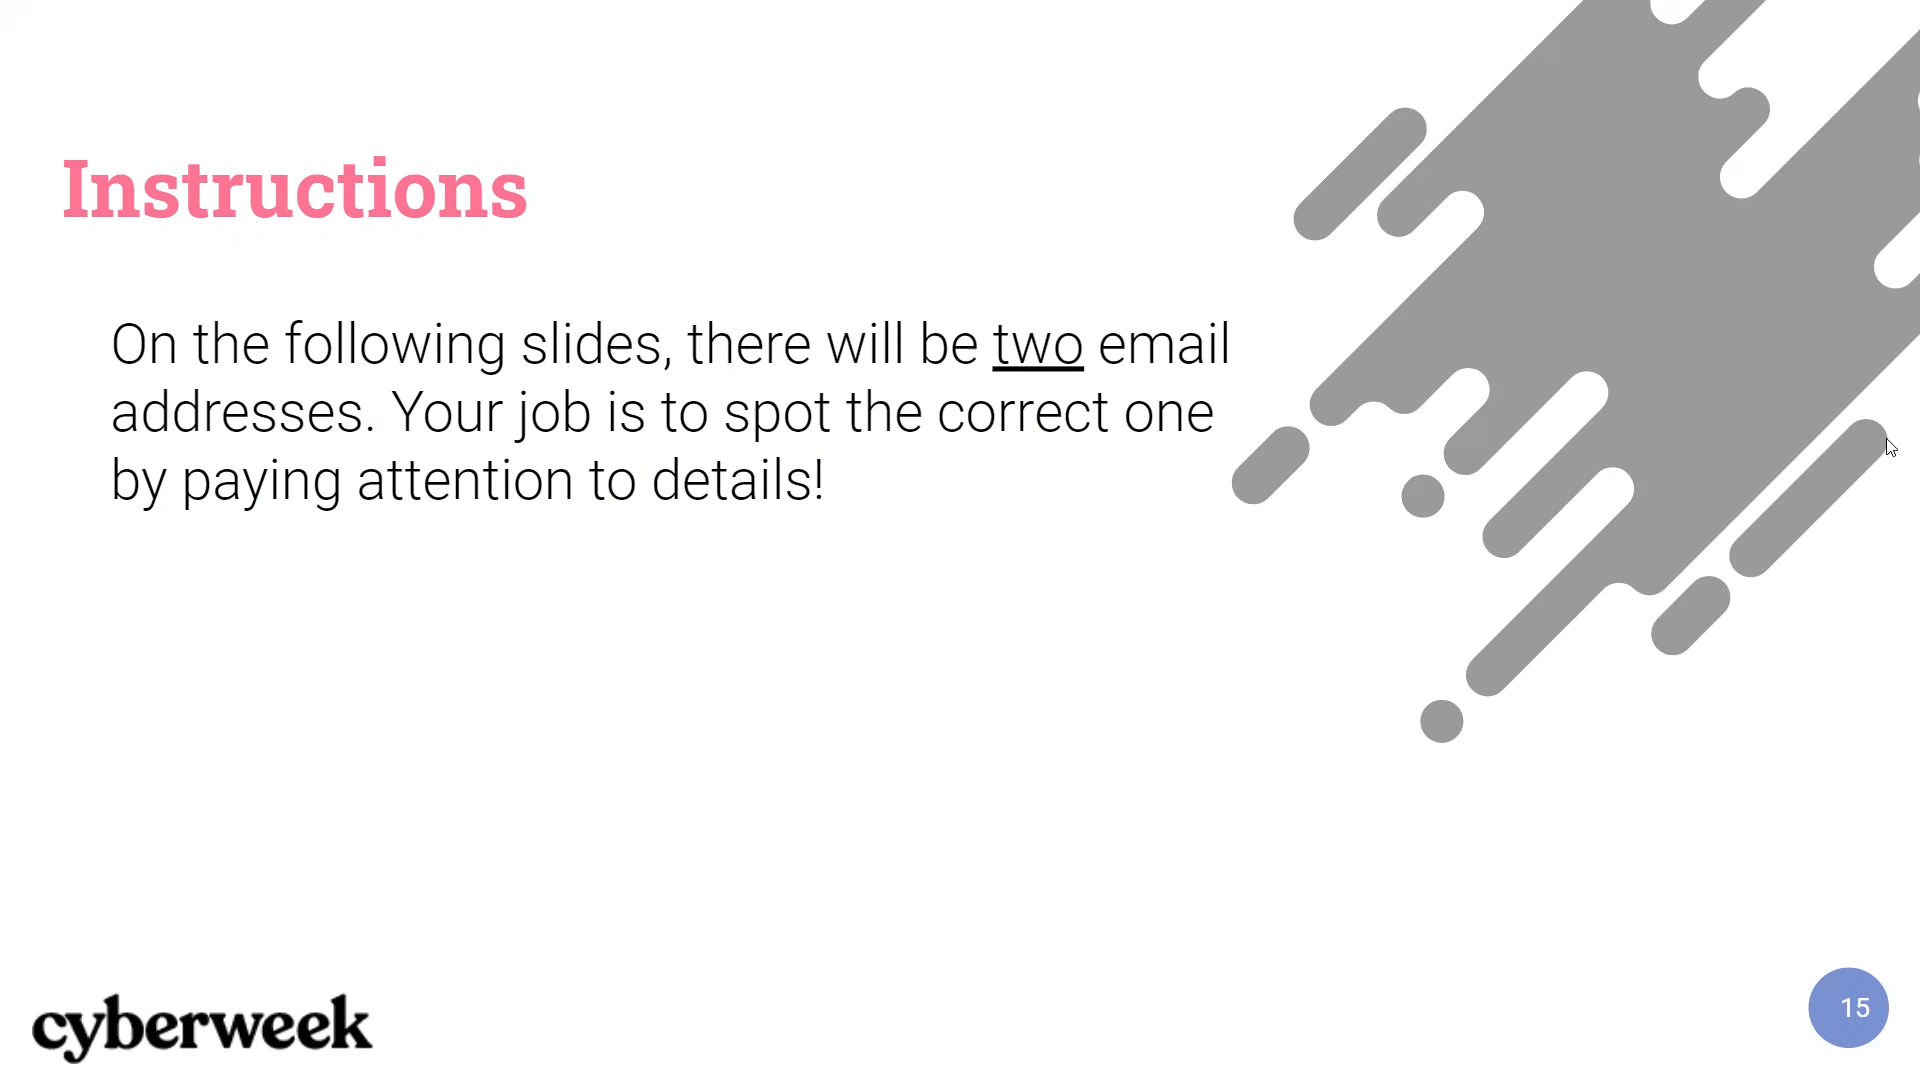 Instructions
On the following slides, there will be two email
addresses. Your job is to spot the correct one
by paying attention to details!
cyberweek
15